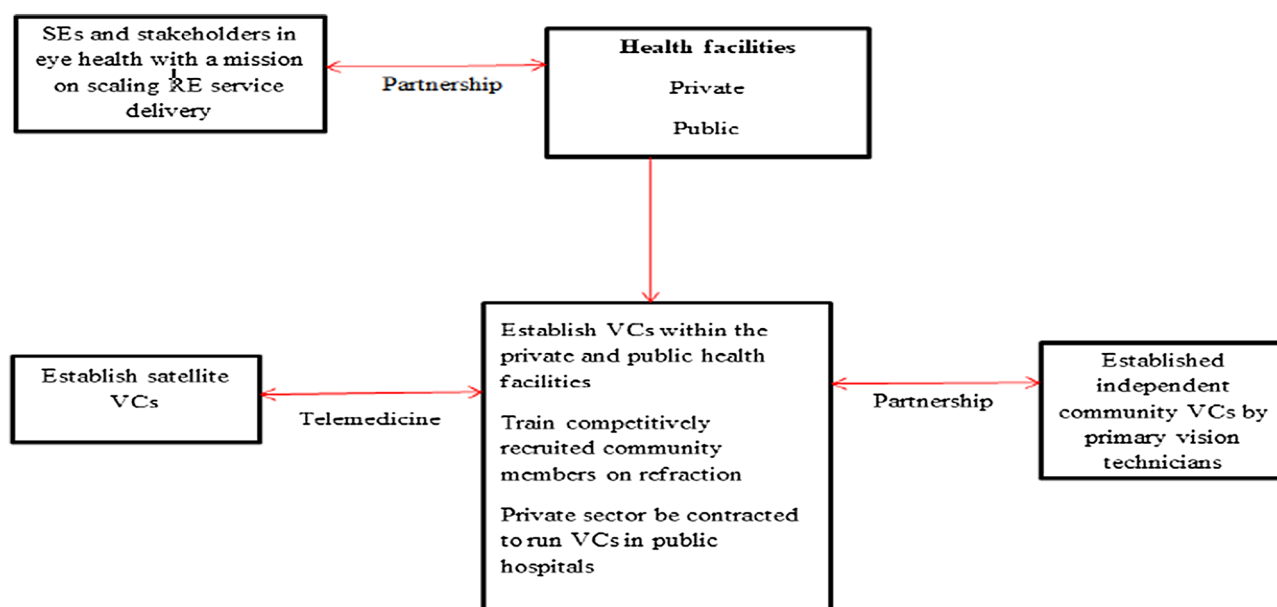 SEs and stakeholders in
eye health with a mission
on scaling RE service
delivery
Partnership
Health facilities
Private
Public
Establish satellite
VCs
Telemedicine
Establish VCs within the
private and public health
facilities
Train competitively
recruited community
members on refraction
Private sector be contracted
to run VCs in public
hospitals
Partnership
Established
independent
community VCs by
primary vision
technicians